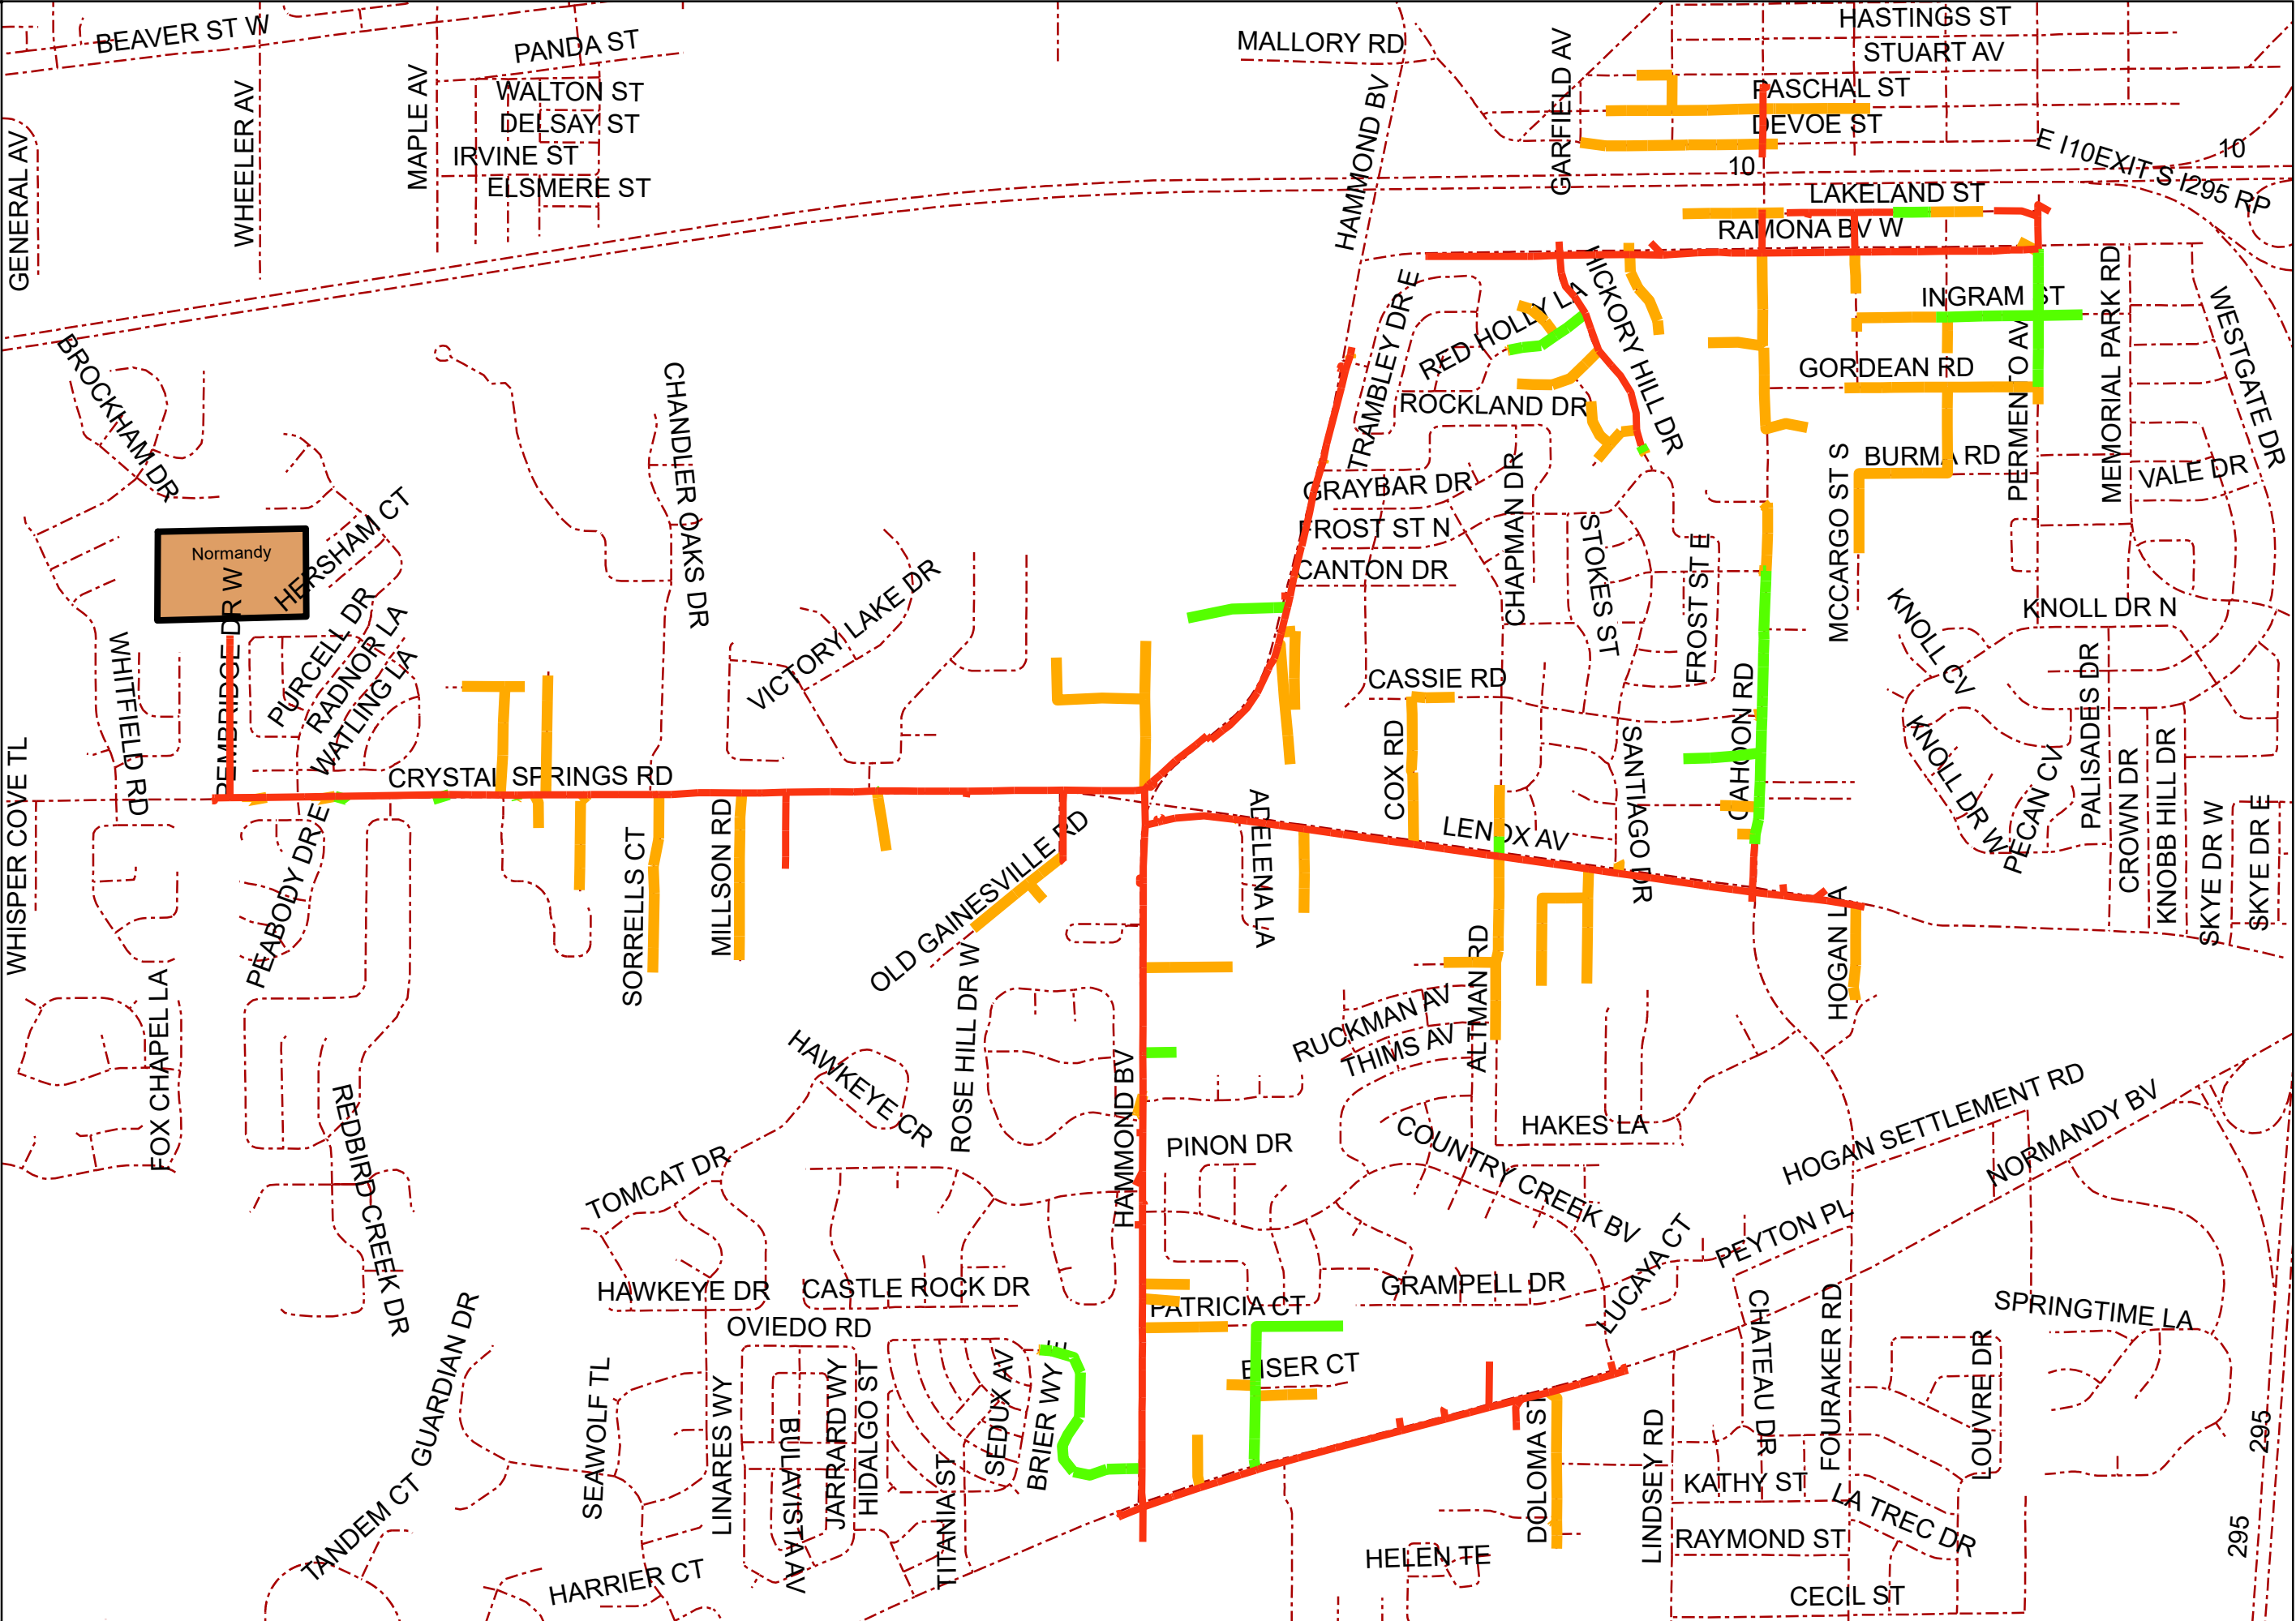 BEAVER ST W
PANDA ST
MALLORY RD
HASTINGS ST
STUART AV
WALTON ST
PASCHAL ST
DELSAY ST
DEVOE ST
IRVINE ST
ELSMERE ST
GENERAL AV
WHEELER AV
MAPLE AV
HAMMOND BV
GARFIELD AV
10
10
E I10EXIT S I295 RP
LAKELAND ST
RAMONA BV W
INGRAM ST
GORDEAN RD
BURMA RD
PERMENTO AV
MEMORIAL PARK RD
WESTGATE DR
VALE DR
BROCKHAM DR
CHANDLER OAKS DR
TRAMBLEY DR E
RED HOLLY LA
HICKORY HILL DR
ROCKLAND DR
GRAYBAR DR
FROST ST N
CANTON DR
CHAPMAN DR
STOKES ST
FROST ST E
MCCARGO ST S
Normandy
HERSHAM CT
PEMBRIDGE DR W
PURCELL DR
RADNOR LA
WATLING LA
WHITFIELD RD
VICTORY LAKE DR
CASSIE RD
COX RD
SANTIAGO DR
CAHOON RD
KNOLL CV
KNOLL DR N
KNOLL DR W
PECAN CV
PALISADES DR
CROWN DR
KNOBB HILL DR
SKYE DR W
SKYE DR E
WHISPER COVE TL
CRYSTAL SPRINGS RD
PEABODY DR E
SORRELLS CT
MILLSON RD
OLD GAINESVILLE RD
ADELENA LA
LENOX AV
HOGAN LA
ALTMAN RD
RUCKMAN AV
THIMS AV
FOX CHAPEL LA
REDBIRD CREEK DR
HAWKEYE CR
ROSE HILL DR W
HAMMOND BV
PINON DR
HAKES LA
COUNTRY CREEK BV
HOGAN SETTLEMENT RD
NORMANDY BV
TOMCAT DR
PEYTON PL
LUCAYA CT
HAWKEYE DR
CASTLE ROCK DR
GRAMPELL DR
PATRICIA CT
OVIEDO RD
EISER CT
SPRINGTIME LA
GUARDIAN DR
TANDEM CT
SEAWOLF TL
LINARES WY
BULAVISTA AV
JARRARD WY
HIDALGO ST
TITANIA ST
SEDUX AV
BRIER WY E
DOLOMA ST
LINDSEY RD
CHATEAU DR
FOURAKER RD
LOUVRE DR
KATHY ST
LA TREC DR
RAYMOND ST
HELEN TE
HARRIER CT
CECIL ST
295
295